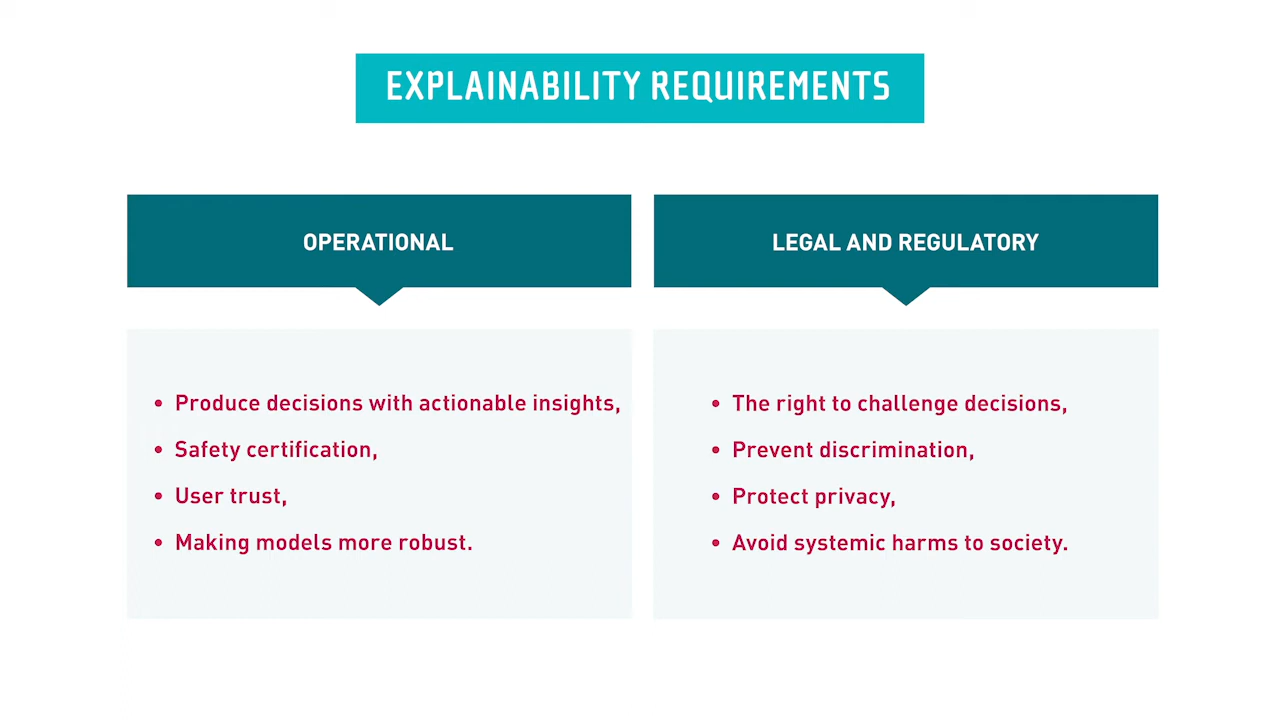 EXPLAINABILITY REQUIREMENTS
OPERATIONAL
• Produce decisions with actionable insights,
• Safety certification,
• User trust,
• Making models more robust.
LEGAL AND REGULATORY
• The right to challenge decisions,
• Prevent discrimination,
• Protect privacy,
• Avoid systemic harms to society.